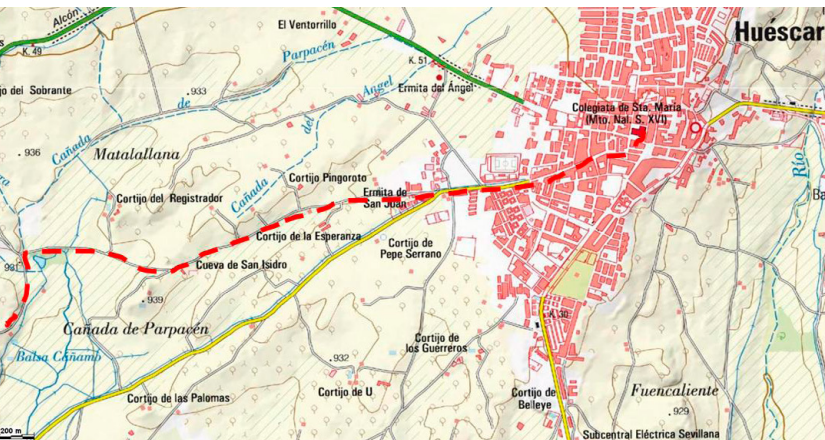 Alcón
El Ventorrillo
Huéscar
K. 49
Parpacén
K. 51
jo del Sobrante
933
de
Ángel
Ermita del Ángel
Colegiata de Sta. María
(Mto. Nal. S. XVI)
del
Cañada
936
Matalallana
Río
Cortijo Pingoroto
Cortijo del Registrador
Cañada
Ermita de
San Juan
Ba
Cortijo de la Esperanza
Cortijo de
Pepe Serrano
Cueva de San Isidro
939
K. 30
Cañada de Parpacén
Cortijo de
los Guerreros
Balsa Cáñamo
932
Cortijo de U
Cortijo de las Palomas
Cortijo de
Belleye
Fuencaliente
929
200 m
Subcentral Eléctrica Sevillana